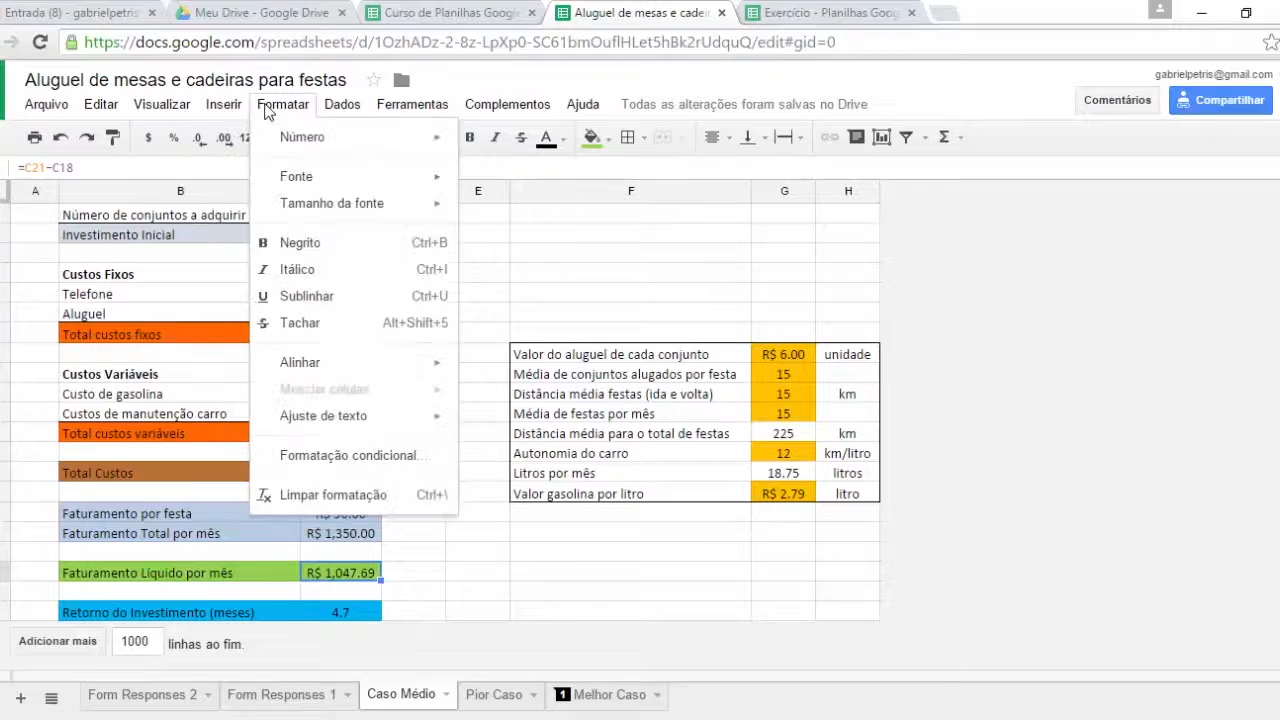 Entrada (8) - gabrielpetris
Meu Drive - Google Drive
Curso de Planilhas Google
Aluguel de mesas e cadeir
Exercício - Planilhas Goog
https://docs.google.com/spreadsheets/d/1OzhADz-2-8z-LpXp0-SC61bmOuflHLet5hBk2rUdquQ/edit#gid=0
Aluguel de mesas e cadeiras para festas
gabrielpetris@gmail.com
Arquivo Editar Visualizar Inserir Formatar Dados Ferramentas Complementos Ajuda Todas as alterações foram salvas no Drive
Comentários
Compartilhar
$ % .0 .00 12 B I S A Σ
=C21-C18
A B E F G H
Número de conjuntos a adquirir
Investimento Inicial
Custos Fixos
Telefone
Aluguel
Total custos fixos
Custos Variáveis
Custo de gasolina
Custos de manutenção carro
Total custos variáveis
Total Custos
Faturamento por festa
Faturamento Total por mês R$ 1,350.00
Faturamento Líquido por mês R$ 1,047.69
Retorno do Investimento (meses) 4.7
Número
Fonte
Tamanho da fonte
B Negrito Ctrl+B
I Itálico Ctrl+I
U Sublinhar Ctrl+U
S Tachar Alt+Shift+5
Alinhar
Mesclar células
Ajuste de texto
Formatação condicional...
Limpar formatação Ctrl+\
Valor do aluguel de cada conjunto R$ 6.00 unidade
Média de conjuntos alugados por festa 15
Distância média festas (ida e volta) 15 km
Média de festas por mês 15
Distância média para o total de festas 225 km
Autonomia do carro 12 km/litro
Litros por mês 18.75 litros
Valor gasolina por litro R$ 2.79 litro
Adicionar mais 1000 linhas ao fim.
Form Responses 2 Form Responses 1 Caso Médio Pior Caso 1 Melhor Caso